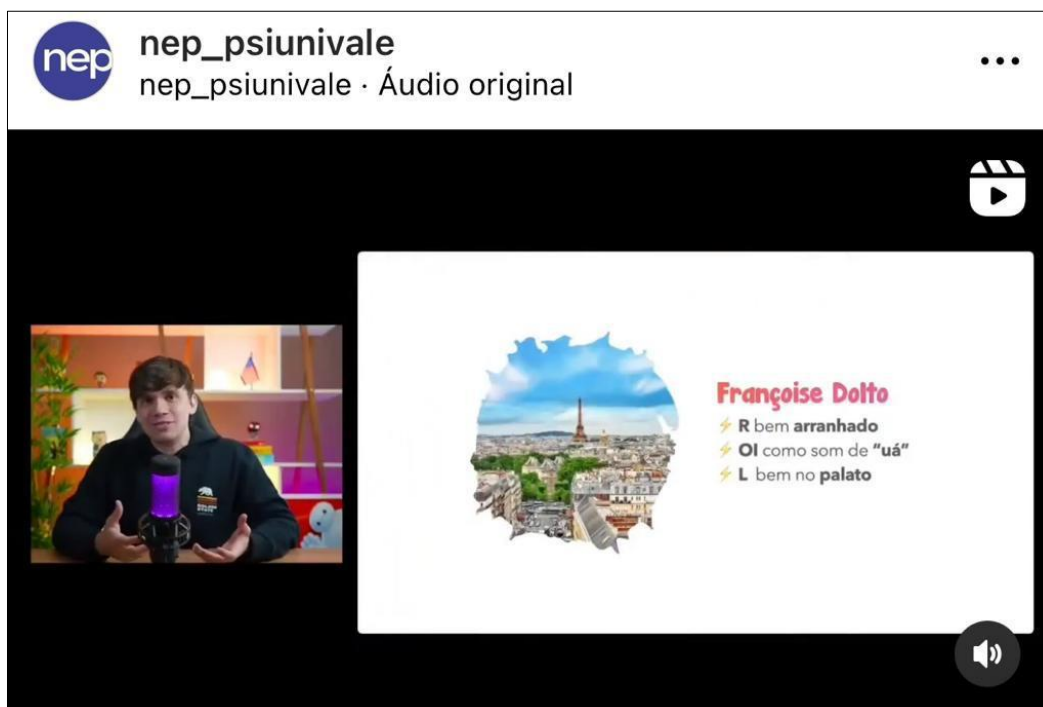 nep
nep_psiunivale
nep_psiunivale · Áudio original
Françoise Dolto
⚡ R bem arranhado
⚡ OI como som de “uá”
⚡ L bem no palato